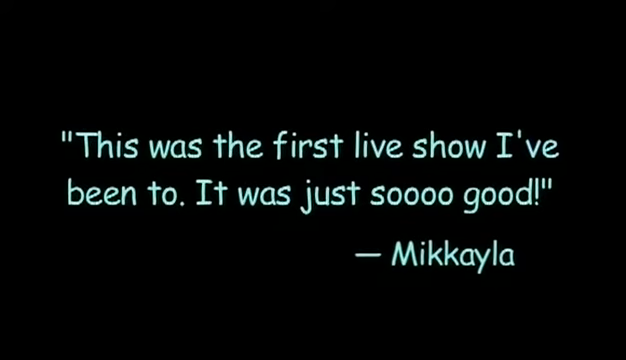 "This was the first live show I've
been to. It was just soooo good!"
— Mikkayla